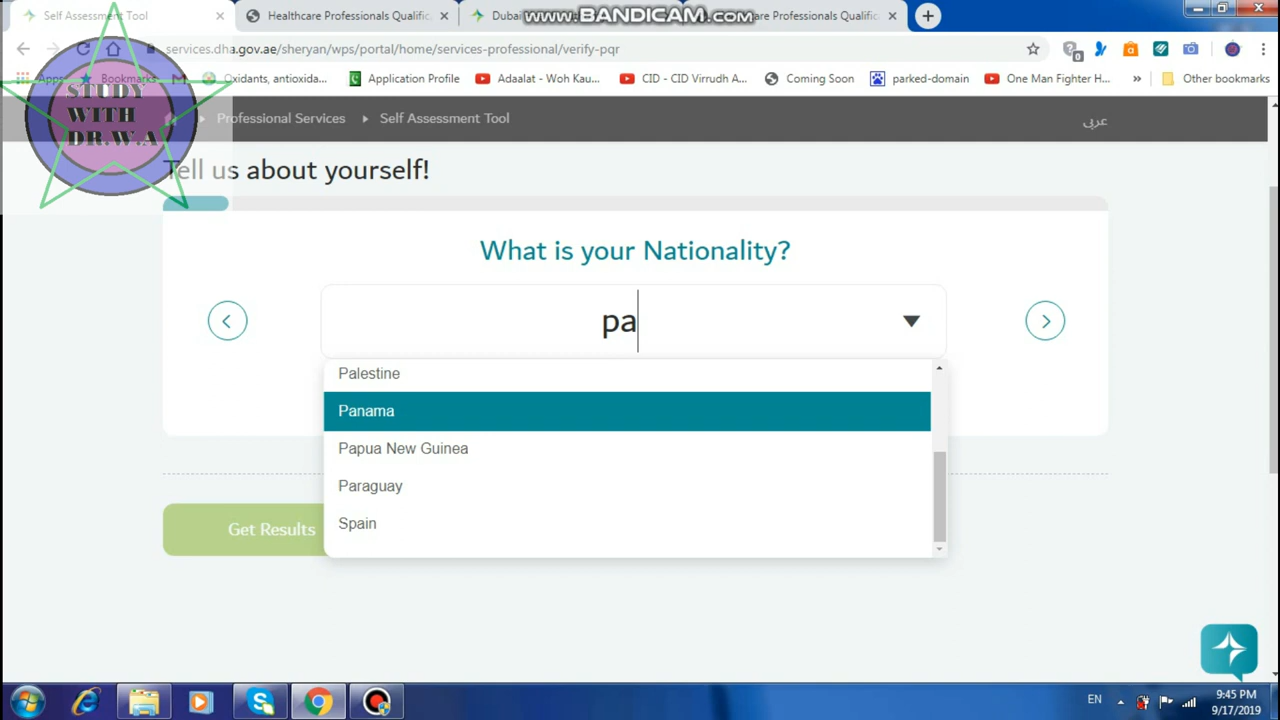 Self Assessment Tool
Healthcare Professionals Qualific
Dubai
www.BANDICAM.com
re Professionals Qualific
services.dha.gov.ae/sheryan/wps/portal/home/services-professional/verify-pqr
0
Apps
Bookmarks
Oxidants, antioxida...
Application Profile
Adaalat - Woh Kau...
CID - CID Virrudh A...
Coming Soon
parked-domain
One Man Fighter H...
»
Other bookmarks
STUDY
WITH
DR.W.A
Professional Services
Self Assessment Tool
عربي
Tell us about yourself!
What is your Nationality?
pa
Palestine
Panama
Papua New Guinea
Paraguay
Spain
Get Results
EN
9:45 PM
9/17/2019